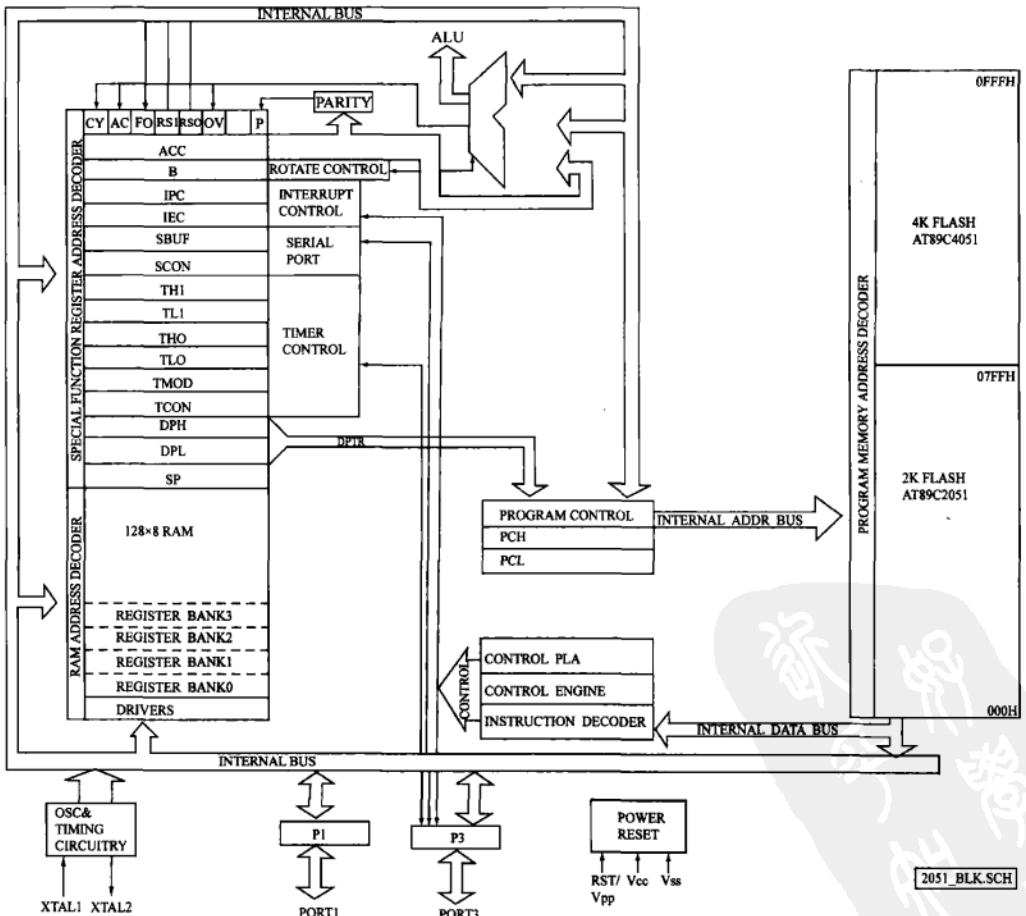 INTERNAL BUS
ALU
0FFFH
PARITY
CY AC FO RS1 RSO OV P
ACC
B
ROTATE CONTROL
IPC
INTERRUPT
CONTROL
IEC
SBUF
SERIAL
PORT
SCON
TH1
TL1
THO
TIMER
CONTROL
TLO
TMOD
TCON
DPH
DPTR
DPL
SP
SPECIAL FUNCTION REGISTER ADDRESS DECODER
4K FLASH
AT89C4051
07FFH
2K FLASH
AT89C2051
PROGRAM MEMORY ADDRESS DECODER
PROGRAM CONTROL
INTERNAL ADDR BUS
PCH
PCL
128×8 RAM
RAM ADDRESS DECODER
REGISTER BANK3
REGISTER BANK2
REGISTER BANK1
REGISTER BANK0
DRIVERS
CONTROL
CONTROL PLA
CONTROL ENGINE
INSTRUCTION DECODER
000H
INTERNAL DATA BUS
INTERNAL BUS
OSC&
TIMING
CIRCUITRY
P1
P3
POWER
RESET
RST/
Vpp
Vcc
Vss
XTAL1 XTAL2
PORT1
PORT3
2051_BLK.SCH